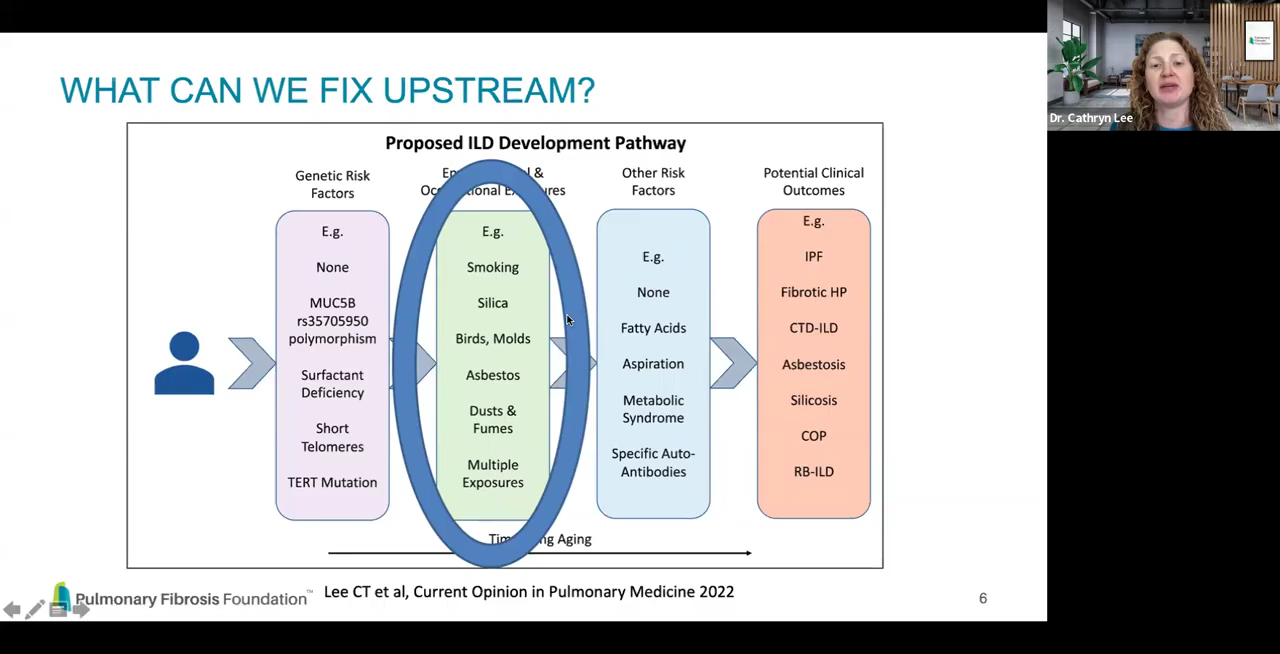 WHAT CAN WE FIX UPSTREAM?
Dr. Cathryn Lee
Proposed ILD Development Pathway
Genetic Risk
Factors
E.g.
None
MUC5B
rs35705950
polymorphism
Surfactant
Deficiency
Short
Telomeres
TERT Mutation
&
E.g.
Smoking
Silica
Birds, Molds
Asbestos
Dusts &
Fumes
Multiple
Exposures
Other Risk
Factors
E.g.
None
Fatty Acids
Aspiration
Metabolic
Syndrome
Specific Auto-
Antibodies
Potential Clinical
Outcomes
E.g.
IPF
Fibrotic HP
CTD-ILD
Asbestosis
Silicosis
COP
RB-ILD
Aging
Pulmonary Fibrosis Foundation™
Lee CT et al, Current Opinion in Pulmonary Medicine 2022
6